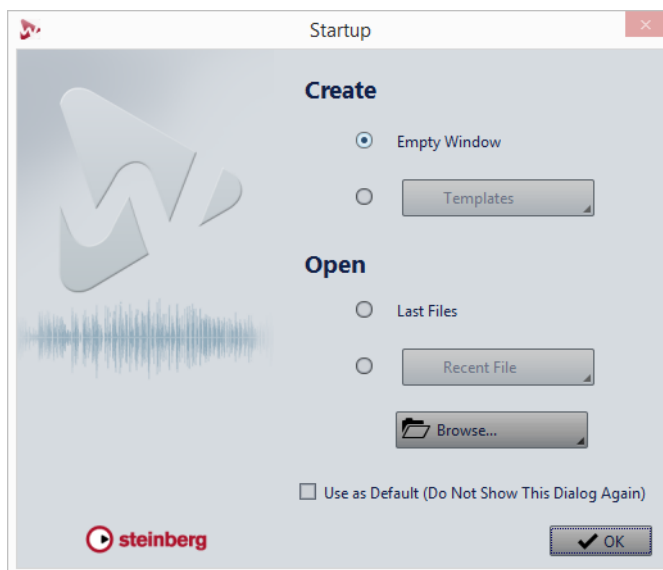 Startup
Create
Empty Window
Templates
Open
Last Files
Recent File
Browse...
Use as Default (Do Not Show This Dialog Again)
steinberg
OK